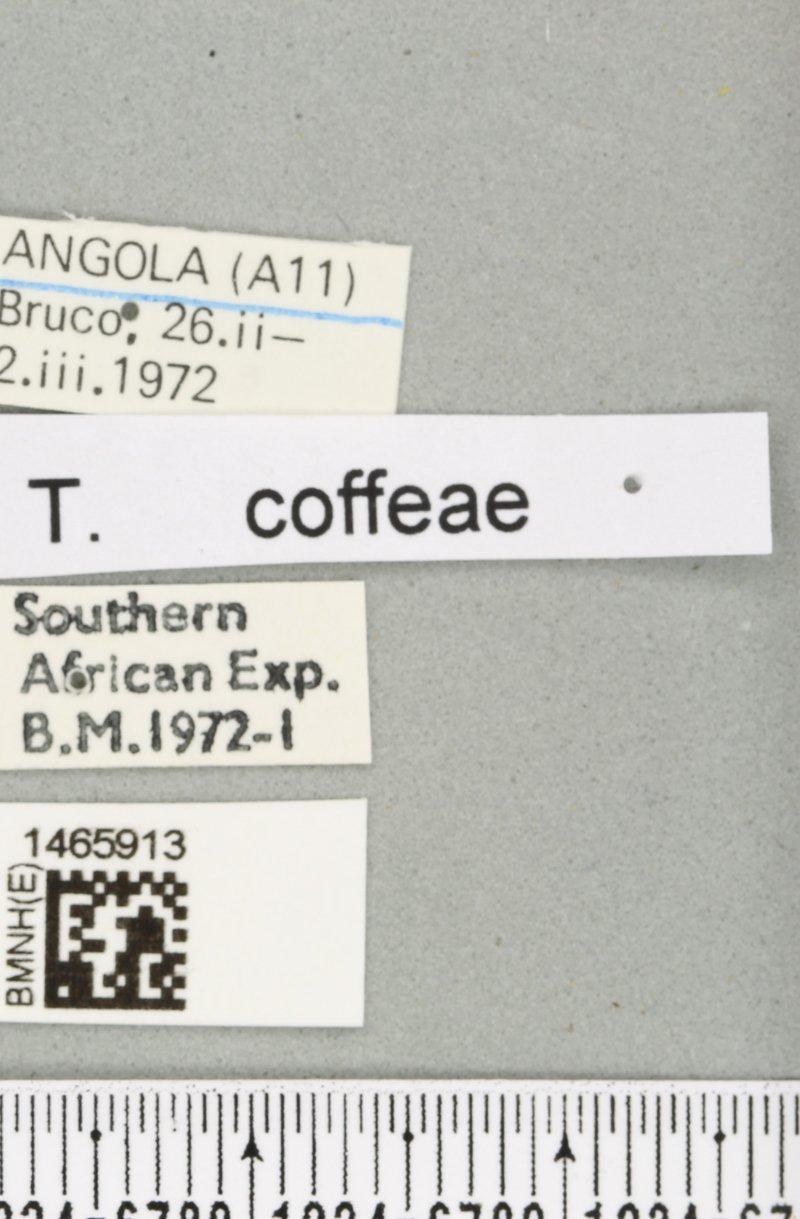 ANGOLA (A11)
Bruco, 26.ii–
2.iii.1972
T. coffeae
Southern
African Exp.
B.M.1972-1
1465913
BMNH(E)